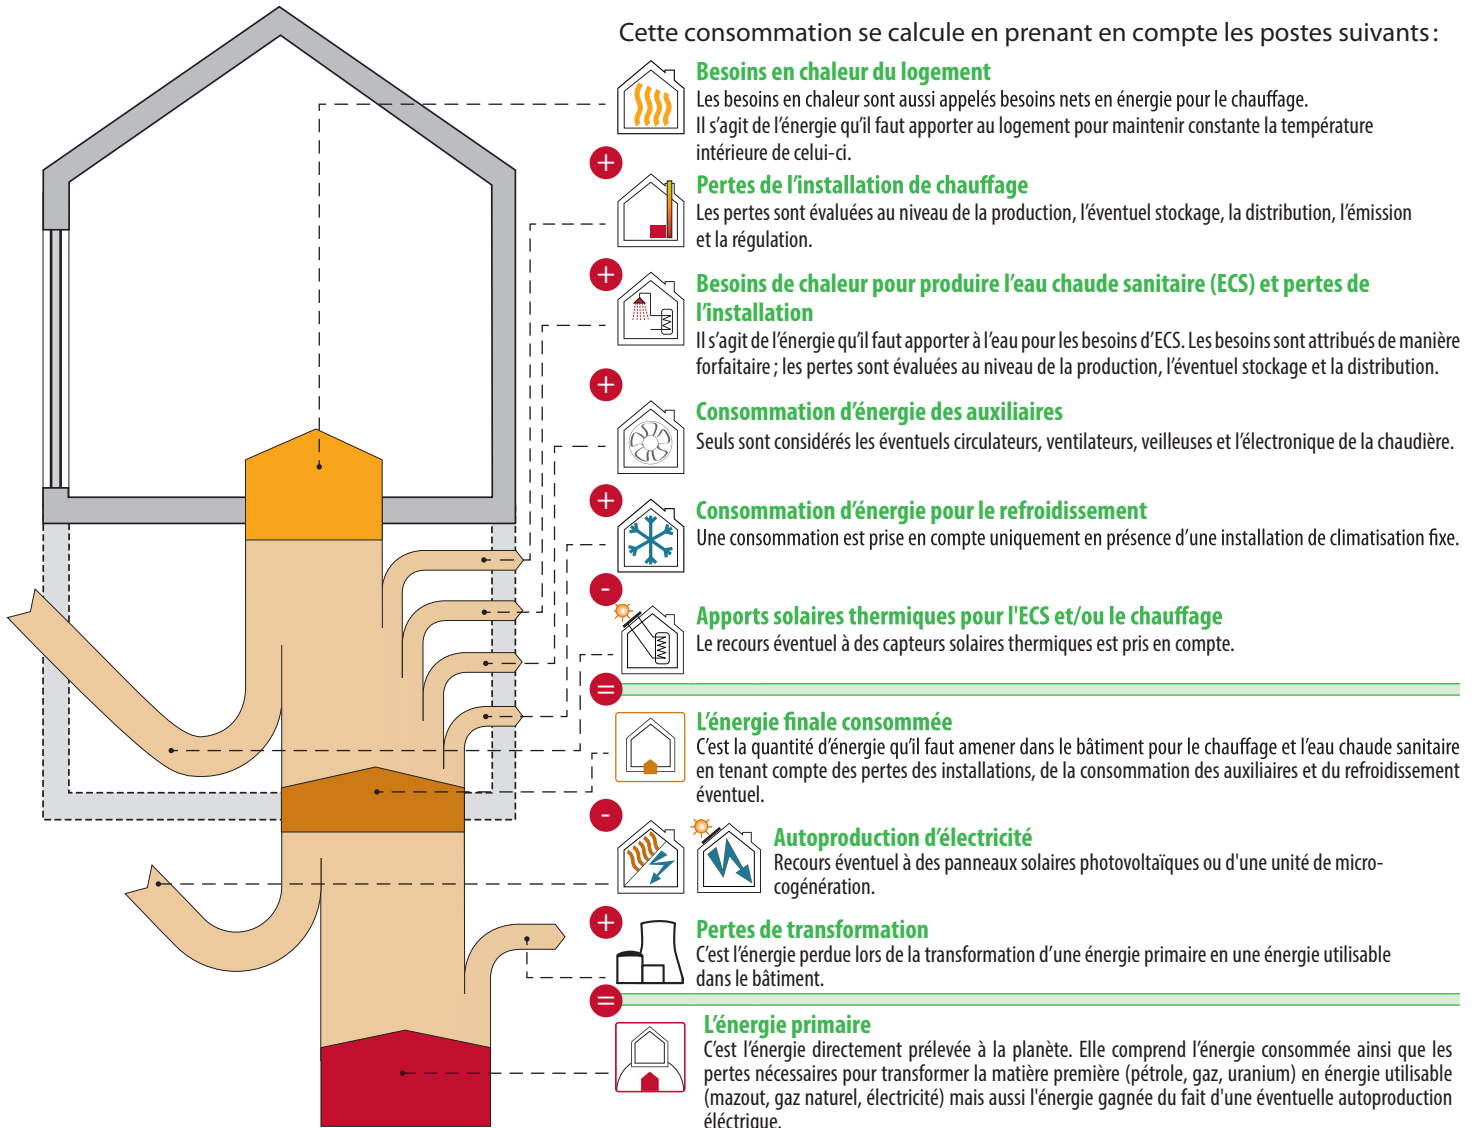 Cette consommation se calcule en prenant en compte les postes suivants :
Besoins en chaleur du logement
Les besoins en chaleur sont aussi appelés besoins nets en énergie pour le chauffage.
Il s’agit de l’énergie qu’il faut apporter au logement pour maintenir constante la température
intérieure de celui-ci.
+
Pertes de l’installation de chauffage
Les pertes sont évaluées au niveau de la production, l’éventuel stockage, la distribution, l’émission
et la régulation.
+
Besoins de chaleur pour produire l’eau chaude sanitaire (ECS) et pertes de
l’installation
Il s’agit de l’énergie qu’il faut apporter à l’eau pour les besoins d’ECS. Les besoins sont attribués de manière
forfaitaire ; les pertes sont évaluées au niveau de la production, l’éventuel stockage et la distribution.
+
Consommation d’énergie des auxiliaires
Seuls sont considérés les éventuels circulateurs, ventilateurs, veilleuses et l’électronique de la chaudière.
+
Consommation d’énergie pour le refroidissement
Une consommation est prise en compte uniquement en présence d’une installation de climatisation fixe.
-
Apports solaires thermiques pour l'ECS et/ou le chauffage
Le recours éventuel à des capteurs solaires thermiques est pris en compte.
=
L’énergie finale consommée
C’est la quantité d’énergie qu’il faut amener dans le bâtiment pour le chauffage et l’eau chaude sanitaire
en tenant compte des pertes des installations, de la consommation des auxiliaires et du refroidissement
éventuel.
-
Autoproduction d’électricité
Recours éventuel à des panneaux solaires photovoltaïques ou d'une unité de micro-
cogénération.
+
Pertes de transformation
C’est l’énergie perdue lors de la transformation d’une énergie primaire en une énergie utilisable
dans le bâtiment.
=
L’énergie primaire
C’est l’énergie directement prélevée à la planète. Elle comprend l’énergie consommée ainsi que les
pertes nécessaires pour transformer la matière première (pétrole, gaz, uranium) en énergie utilisable
(mazout, gaz naturel, électricité) mais aussi l'énergie gagnée du fait d'une éventuelle autoproduction
éléctrique.